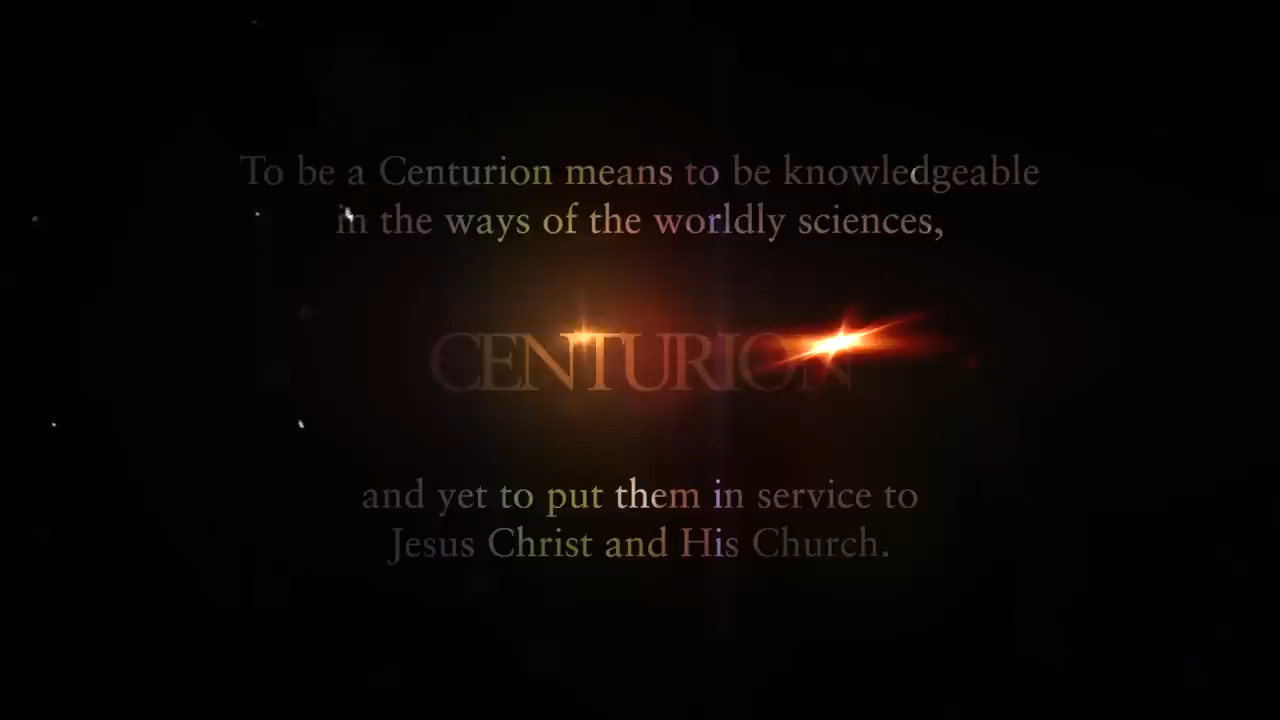 To be a Centurion means to be knowledgeable
in the ways of the worldly sciences,
CENTURION
and yet to put them in service to
Jesus Christ and His Church.